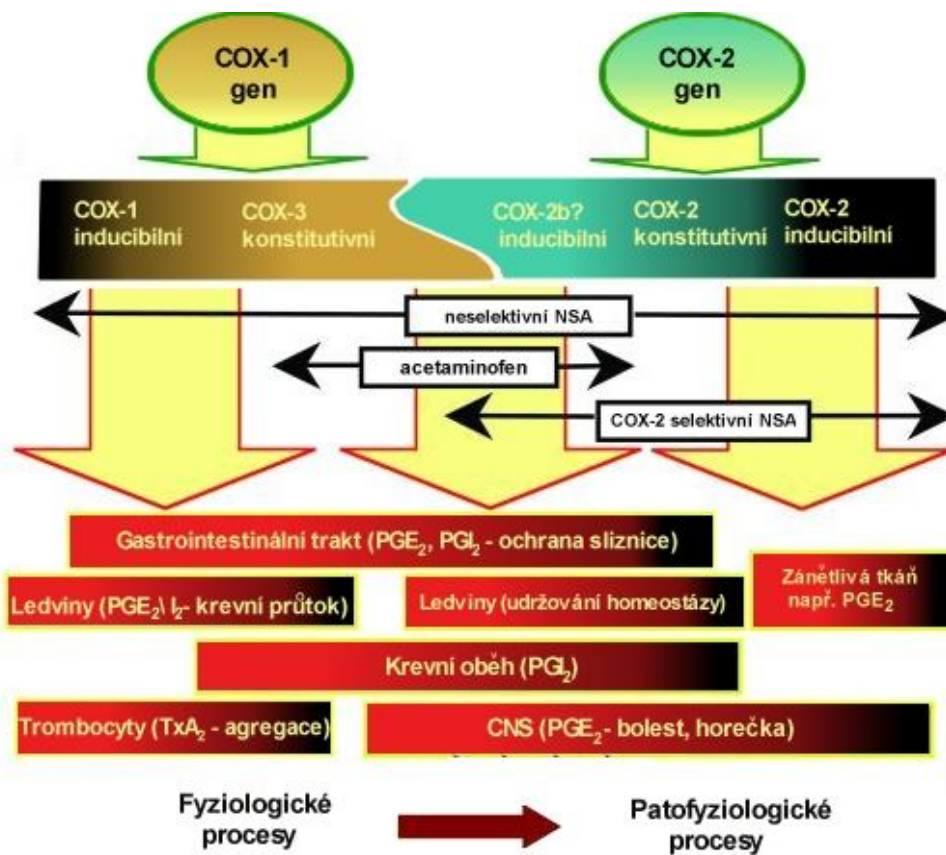 COX-1
gen
COX-2
gen
COX-1
inducibilní
COX-3
konstitutivní
COX-2b?
inducibilní
COX-2
konstitutivní
COX-2
inducibilní
neselektivní NSA
acetaminofen
COX-2 selektivní NSA
Gastrointestinální trakt (PGE₂, PGI₂ - ochrana sliznice)
Zánětlivá tkáň
např. PGE₂
Ledviny (PGE₂\ I₂- krevní průtok)
Ledviny (udržování homeostázy)
Krevní oběh (PGI₂)
Trombocyty (TxA₂ - agregace)
CNS (PGE₂- bolest, horečka)
Fyziologické
procesy
Patofyziologické
procesy